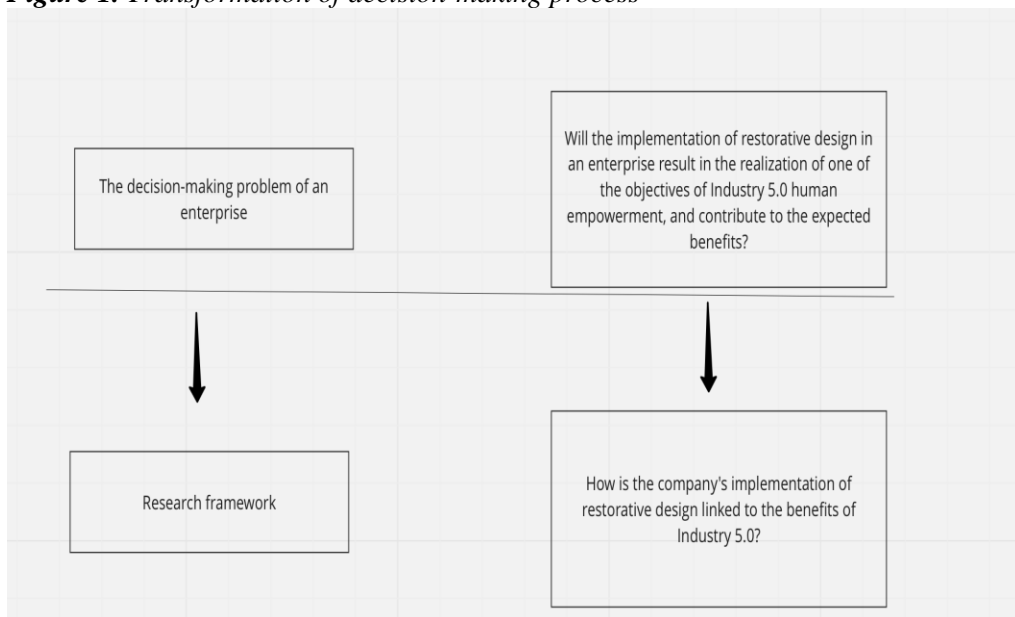 Figure 1. Transformation of decision-making process
The decision-making problem of an
enterprise
Will the implementation of restorative design in
an enterprise result in the realization of one of
the objectives of Industry 5.0 human
empowerment, and contribute to the expected
benefits?
Research framework
How is the company's implementation of
restorative design linked to the benefits of
Industry 5.0?